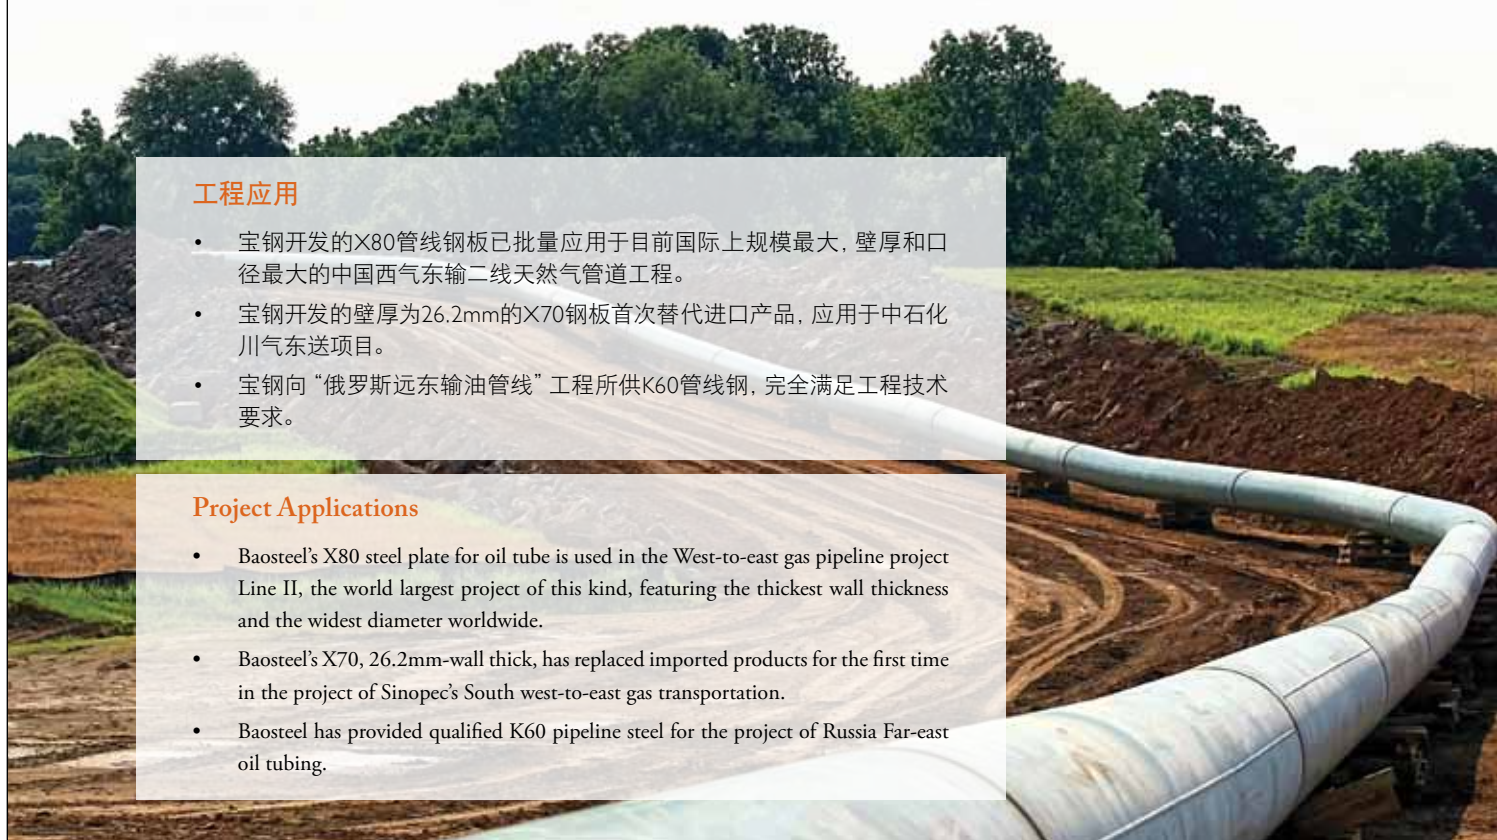 工程应用
• 宝钢开发的X80管线钢板已批量应用于目前国际上规模最大，壁厚和口
径最大的中国西气东输二线天然气管道工程。
• 宝钢开发的壁厚为26.2mm的X70钢板首次替代进口产品，应用于中石化
川气东送项目。
• 宝钢向“俄罗斯远东输油管线”工程所供K60管线钢，完全满足工程技术
要求。
Project Applications
• Baosteel’s X80 steel plate for oil tube is used in the West-to-east gas pipeline project
Line II, the world largest project of this kind, featuring the thickest wall thickness
and the widest diameter worldwide.
• Baosteel’s X70, 26.2mm-wall thick, has replaced imported products for the first time
in the project of Sinopec’s South west-to-east gas transportation.
• Baosteel has provided qualified K60 pipeline steel for the project of Russia Far-east
oil tubing.